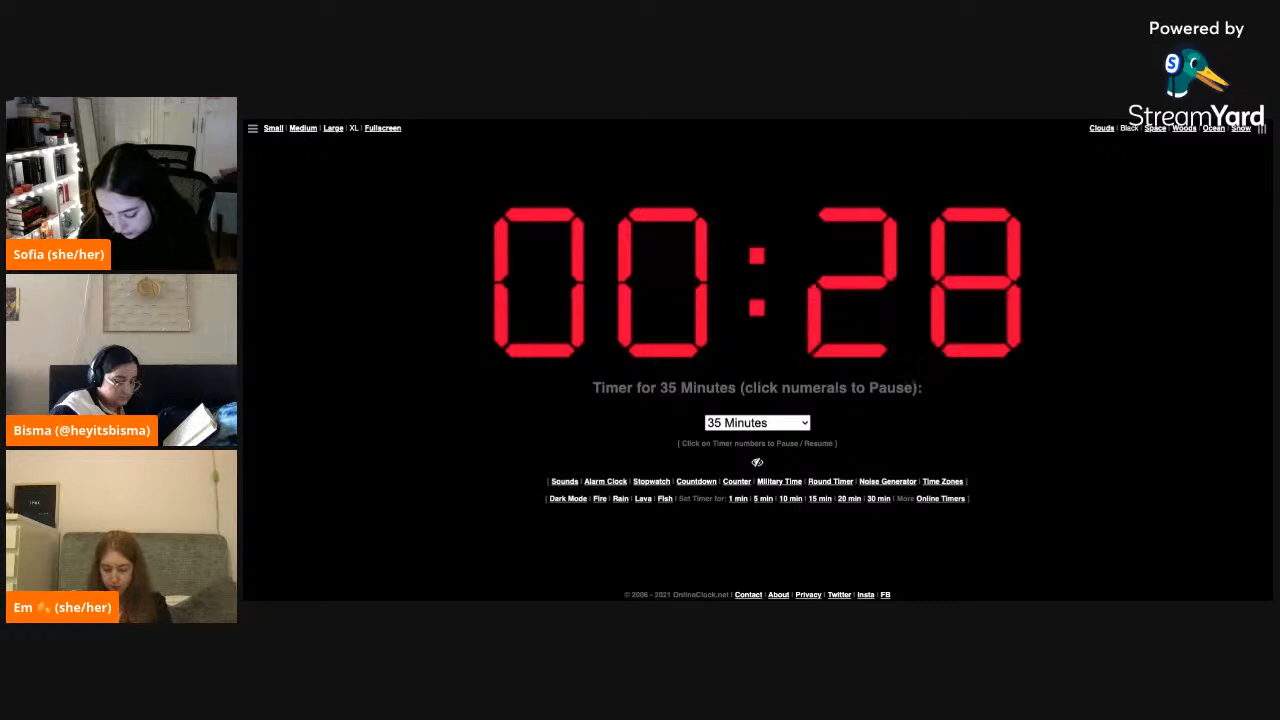 Powered by
S
StreamYard
Small | Medium | Large | XL | Fullscreen
Clouds | Black | Space | Woods | Ocean | Snow
00:28
Timer for 35 Minutes (click numerals to Pause):
35 Minutes
[ Click on Timer numbers to Pause / Resume ]
[ Sounds | Alarm Clock | Stopwatch | Countdown | Counter | Military Time | Round Timer | Noise Generator | Time Zones ]
[ Dark Mode | Fire | Rain | Lava | Fish | Set Timer for: 1 min | 5 min | 10 min | 15 min | 20 min | 30 min | More Online Timers ]
© 2006 - 2021 OnlineClock.net | Contact | About | Privacy | Twitter | Insta | FB
Sofia (she/her)
Bisma (@heyitsbisma)
Em 🍂 (she/her)